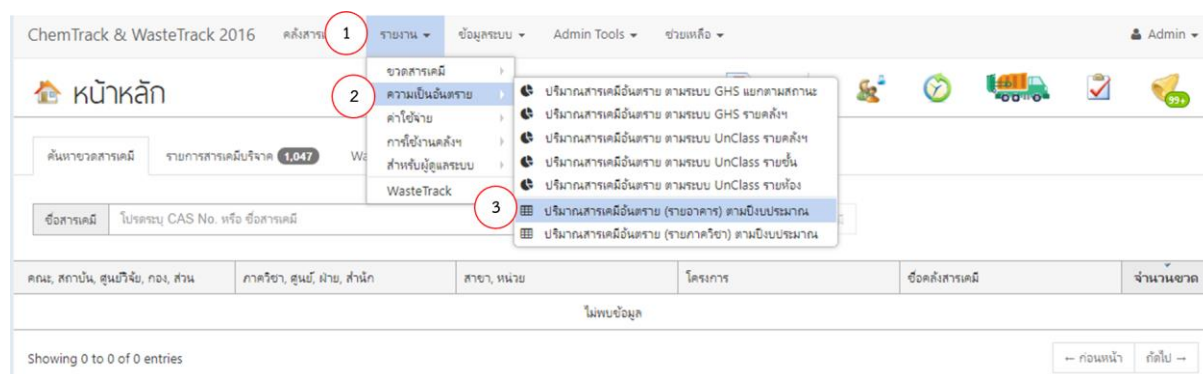 ChemTrack & WasteTrack 2016 คลังสารเค 1 รายงาน ข้อมูลระบบ Admin Tools ช่วยเหลือ Admin
หน้าหลัก
99+
ขวดสารเคมี
2 ความเป็นอันตราย
ค่าใช้จ่าย
การใช้งานคลังฯ
สำหรับผู้ดูแลระบบ
WasteTrack
ปริมาณสารเคมีอันตราย ตามระบบ GHS แยกตามสถานะ
ปริมาณสารเคมีอันตราย ตามระบบ GHS รายคลังฯ
ปริมาณสารเคมีอันตราย ตามระบบ UnClass รายคลังฯ
ปริมาณสารเคมีอันตราย ตามระบบ UnClass รายชั้น
ปริมาณสารเคมีอันตราย ตามระบบ UnClass รายห้อง
3 ปริมาณสารเคมีอันตราย (รายอาคาร) ตามปีงบประมาณ
ปริมาณสารเคมีอันตราย (รายภาควิชา) ตามปีงบประมาณ
ค้นหาขวดสารเคมี รายการสารเคมีบริจาค 1,047 Wa
ชื่อสารเคมี โปรดระบุ CAS No. หรือ ชื่อสารเคมี
คณะ, สถาบัน, ศูนย์วิจัย, กอง, ส่วน ภาควิชา, ศูนย์, ฝ่าย, สำนัก สาขา, หน่วย โครงการ ชื่อคลังสารเคมี จำนวนขวด
ไม่พบข้อมูล
Showing 0 to 0 of 0 entries ← ก่อนหน้า ถัดไป →